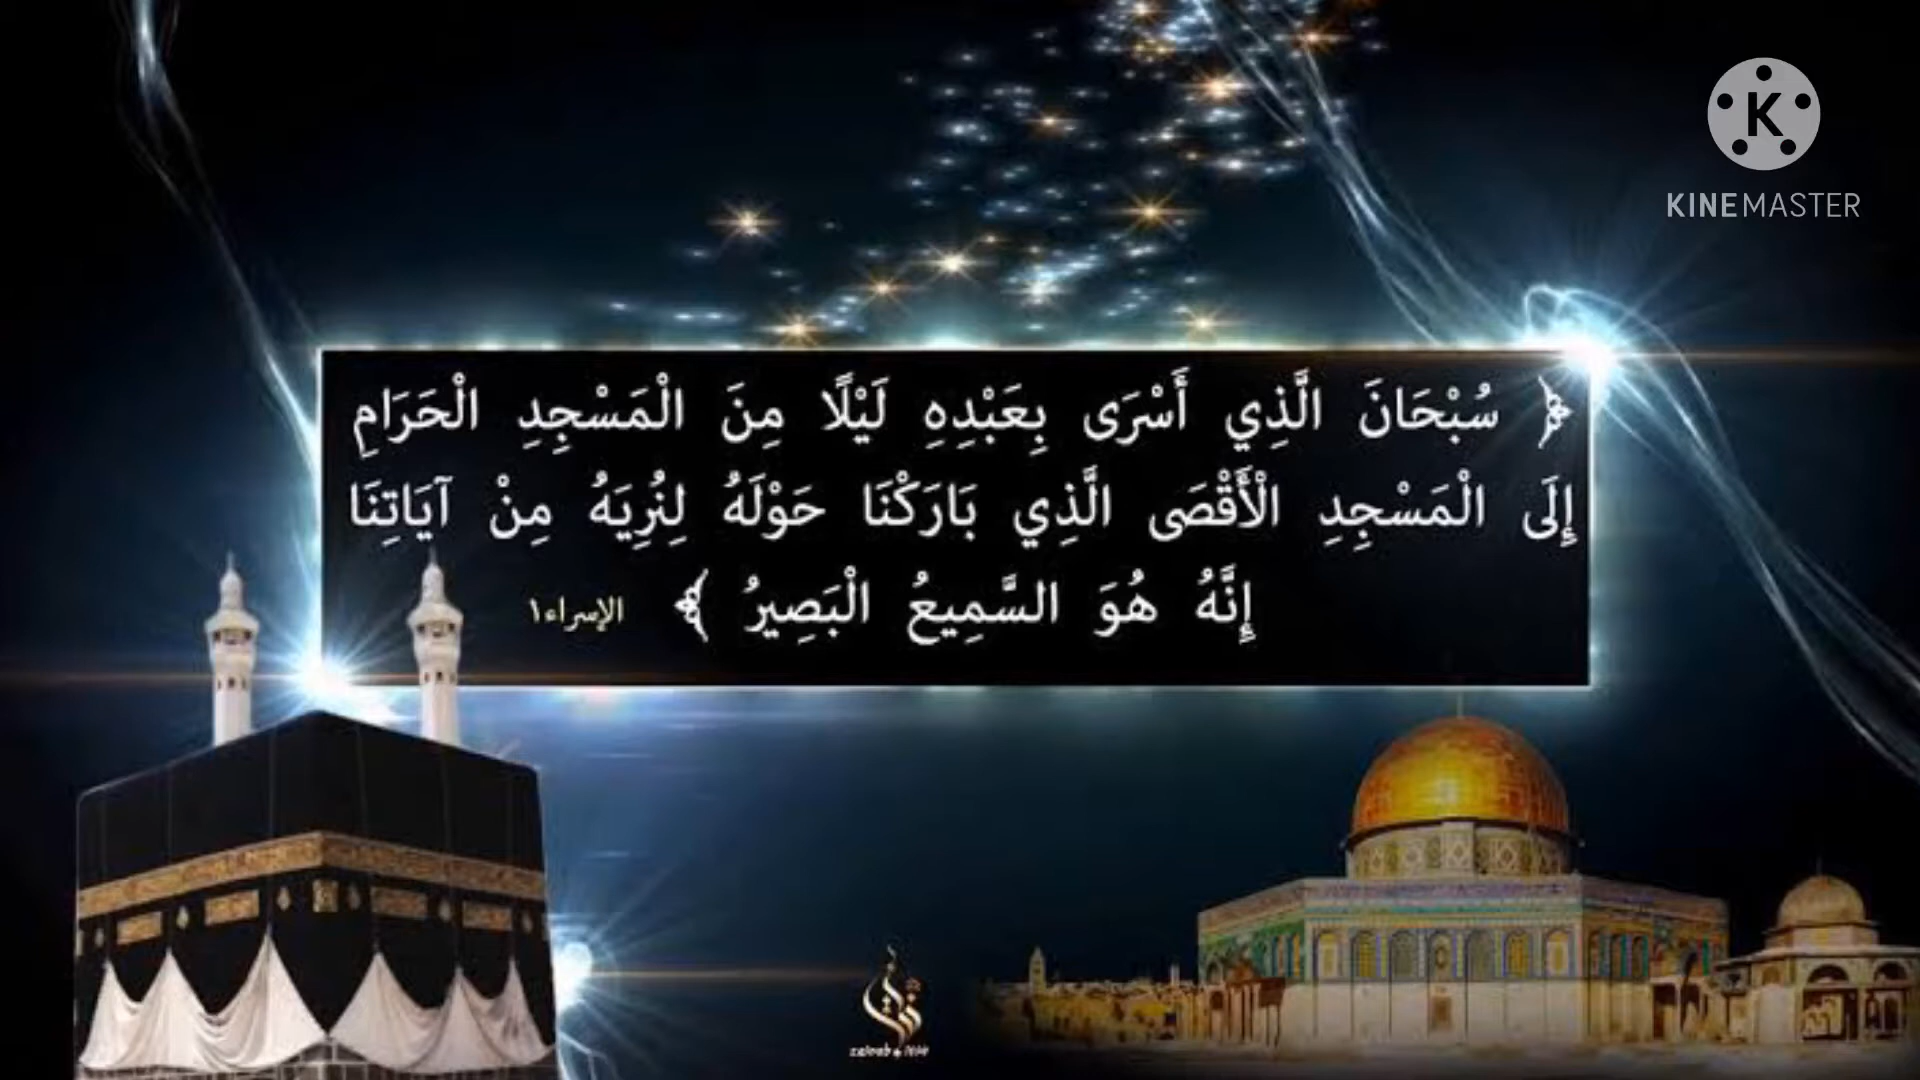 KINEMASTER
﴿ سُبْحَانَ الَّذِي أَسْرَى بِعَبْدِهِ لَيْلًا مِنَ الْمَسْجِدِ الْحَرَامِ
إِلَى الْمَسْجِدِ الْأَقْصَى الَّذِي بَارَكْنَا حَوْلَهُ لِنُرِيَهُ مِنْ آيَاتِنَا
إِنَّهُ هُوَ السَّمِيعُ الْبَصِيرُ ﴾ الإسراء١